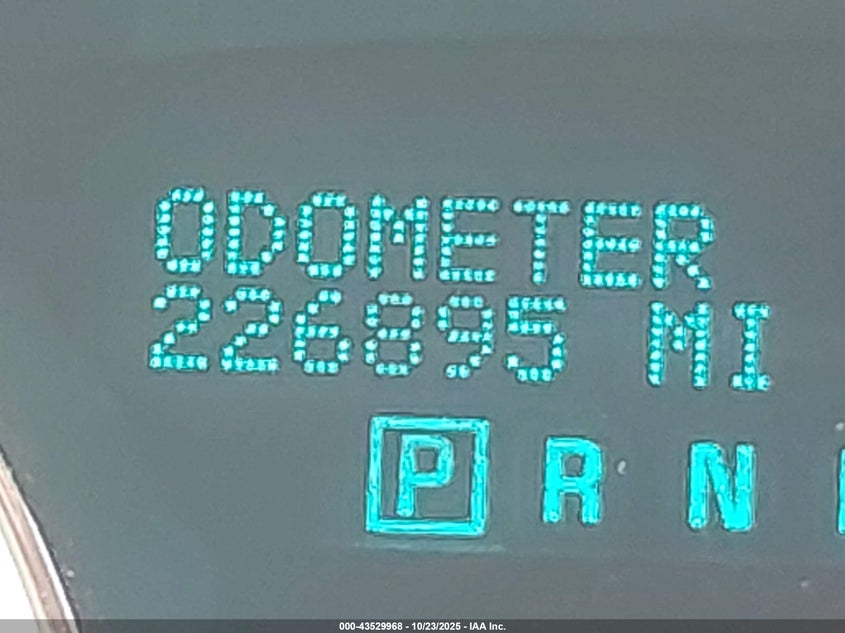 ODOMETER
226895 MI
P R N
000-43529968 - 10/23/2025 - IAA Inc.